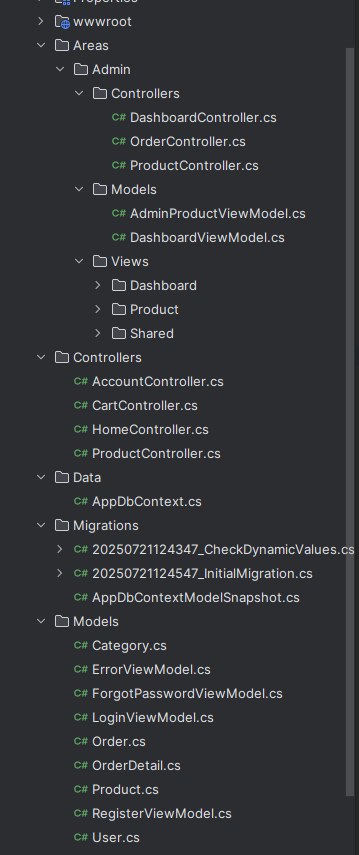 Properties
wwwroot
Areas
Admin
Controllers
C# DashboardController.cs
C# OrderController.cs
C# ProductController.cs
Models
C# AdminProductViewModel.cs
C# DashboardViewModel.cs
Views
Dashboard
Product
Shared
Controllers
C# AccountController.cs
C# CartController.cs
C# HomeController.cs
C# ProductController.cs
Data
C# AppDbContext.cs
Migrations
C# 20250721124347_CheckDynamicValues.cs
C# 20250721124547_InitialMigration.cs
C# AppDbContextModelSnapshot.cs
Models
C# Category.cs
C# ErrorViewModel.cs
C# ForgotPasswordViewModel.cs
C# LoginViewModel.cs
C# Order.cs
C# OrderDetail.cs
C# Product.cs
C# RegisterViewModel.cs
C# User.cs